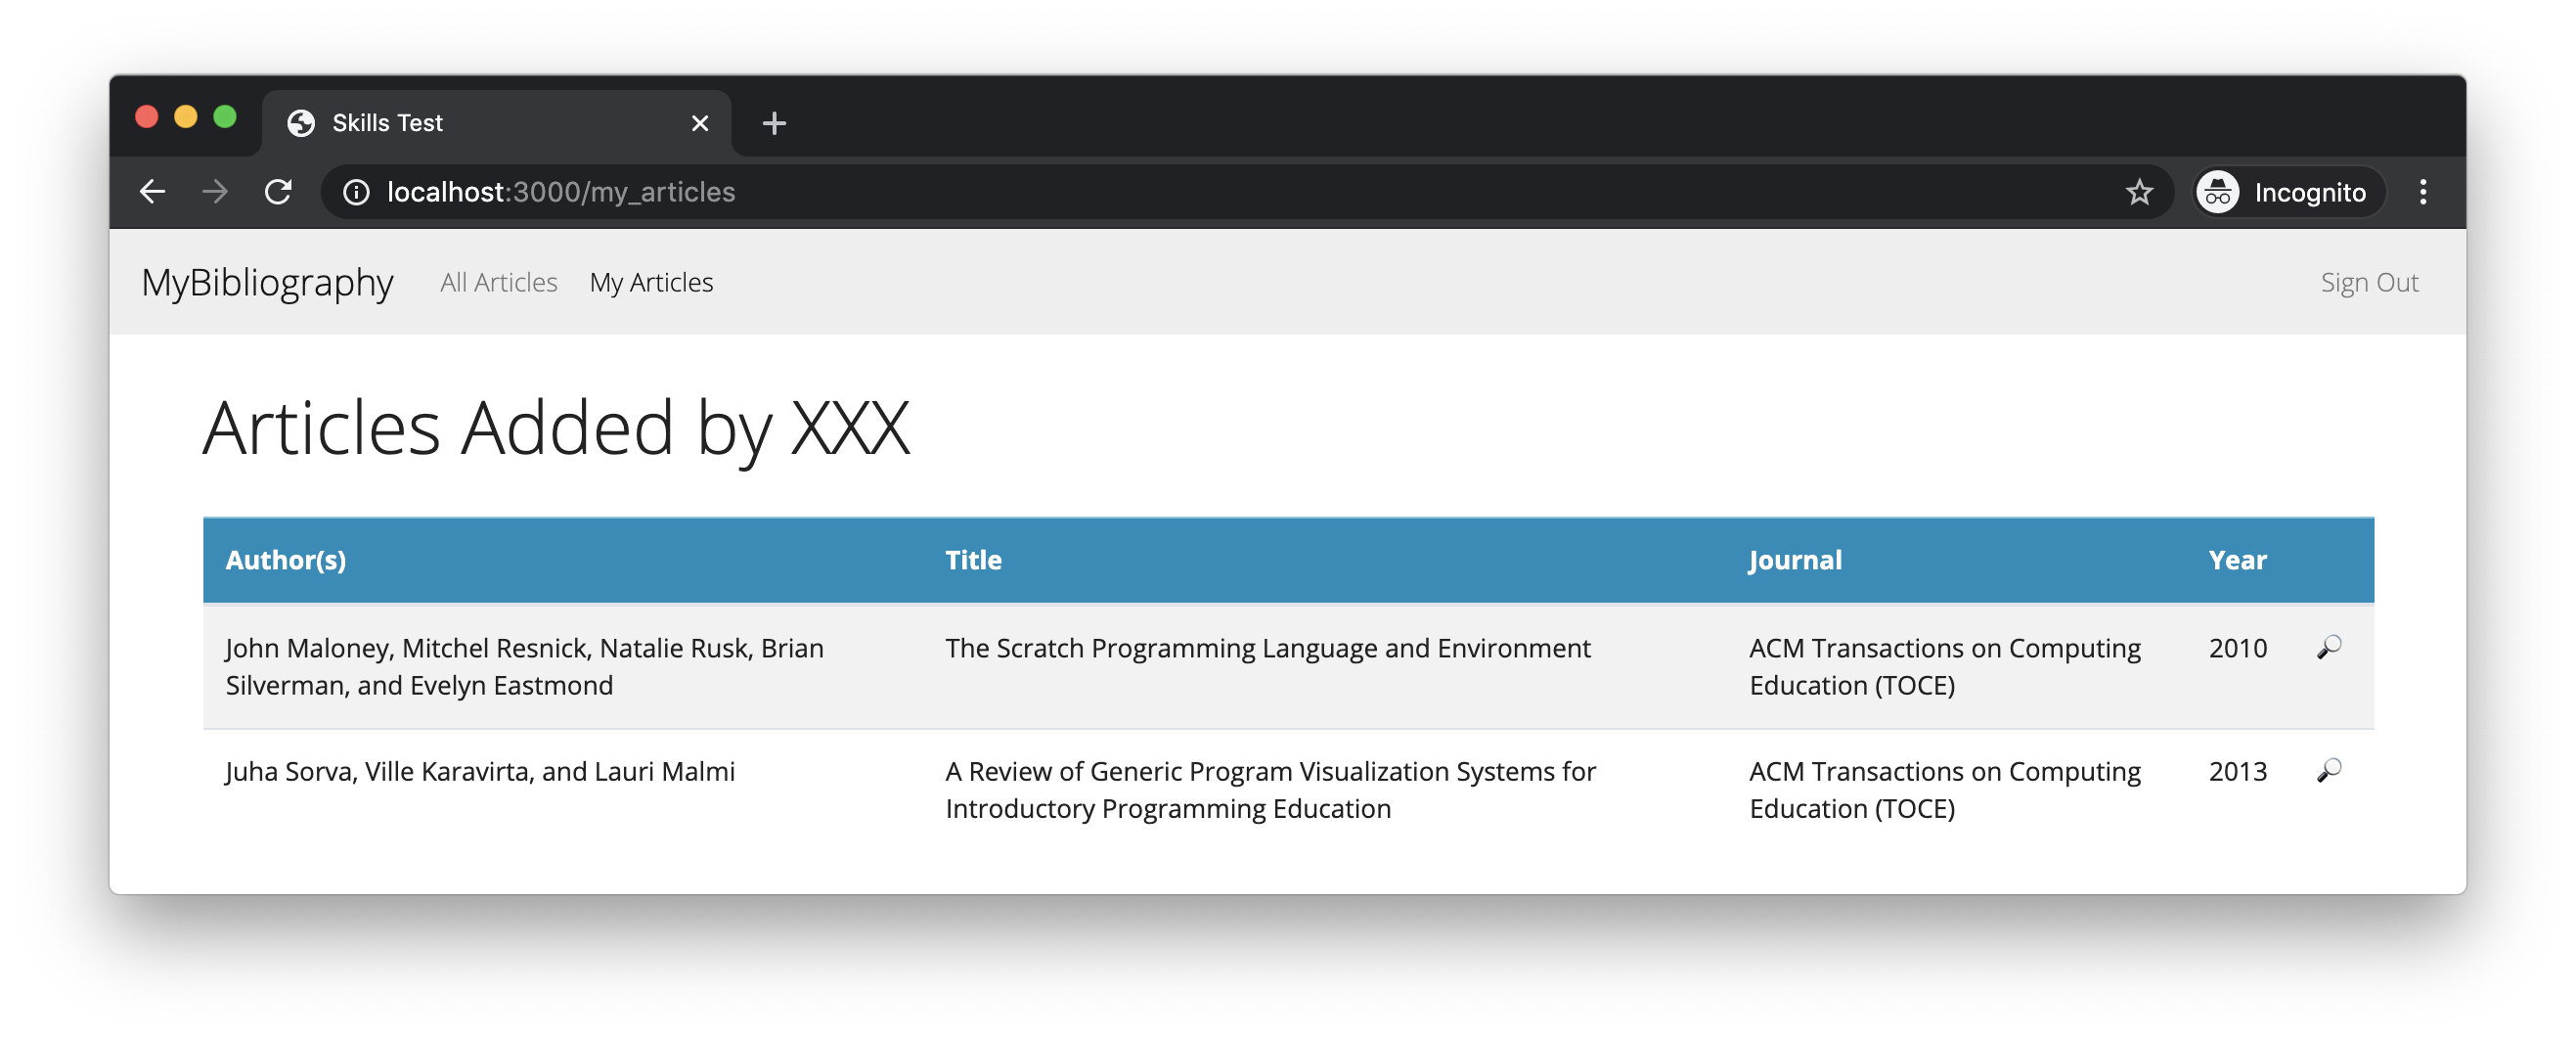 Skills Test
localhost:3000/my_articles
Incognito
MyBibliography All Articles My Articles Sign Out
Articles Added by XXX
Author(s) Title Journal Year
John Maloney, Mitchel Resnick, Natalie Rusk, Brian
Silverman, and Evelyn Eastmond
The Scratch Programming Language and Environment
ACM Transactions on Computing
Education (TOCE)
2010
Juha Sorva, Ville Karavirta, and Lauri Malmi
A Review of Generic Program Visualization Systems for
Introductory Programming Education
ACM Transactions on Computing
Education (TOCE)
2013